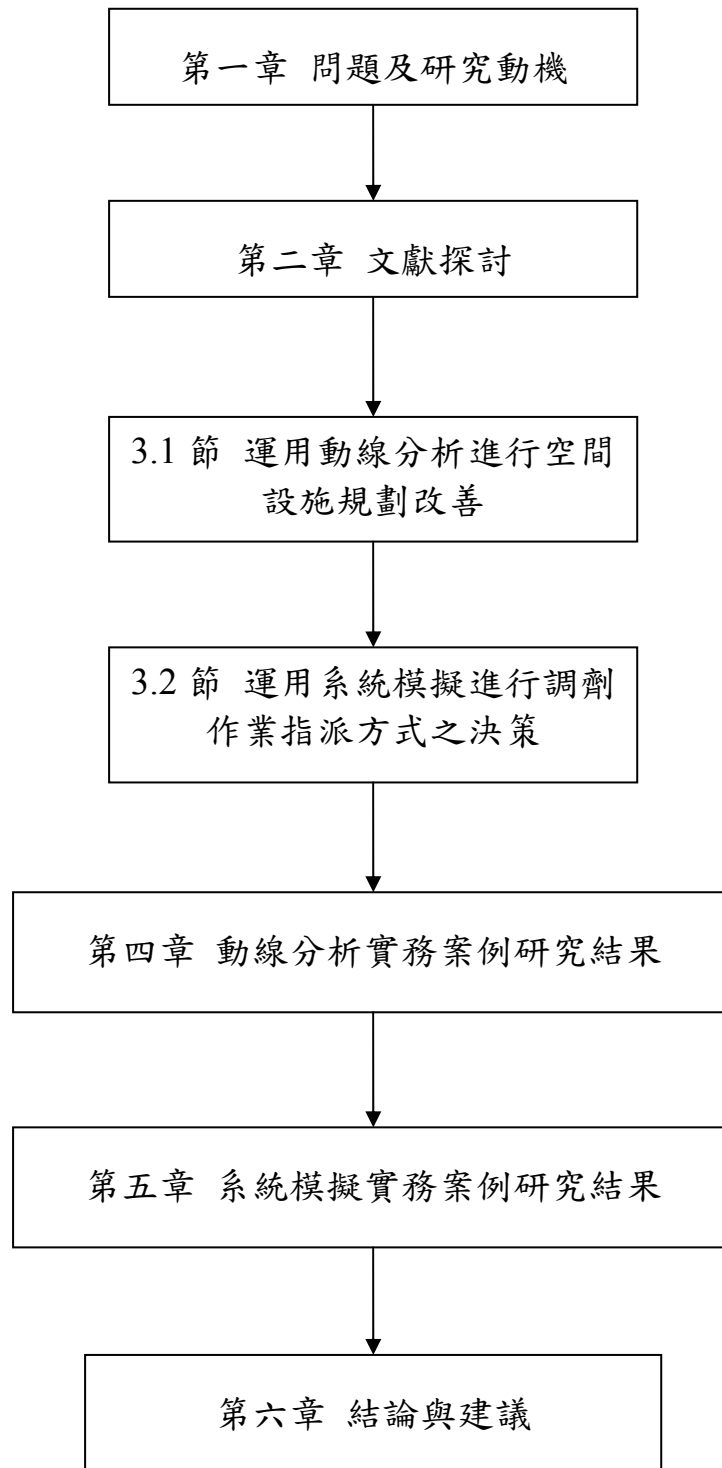 第一章 問題及研究動機
第二章 文獻探討
3.1 節 運用動線分析進行空間
設施規劃改善
3.2 節 運用系統模擬進行調劑
作業指派方式之決策
第四章 動線分析實務案例研究結果
第五章 系統模擬實務案例研究結果
第六章 結論與建議